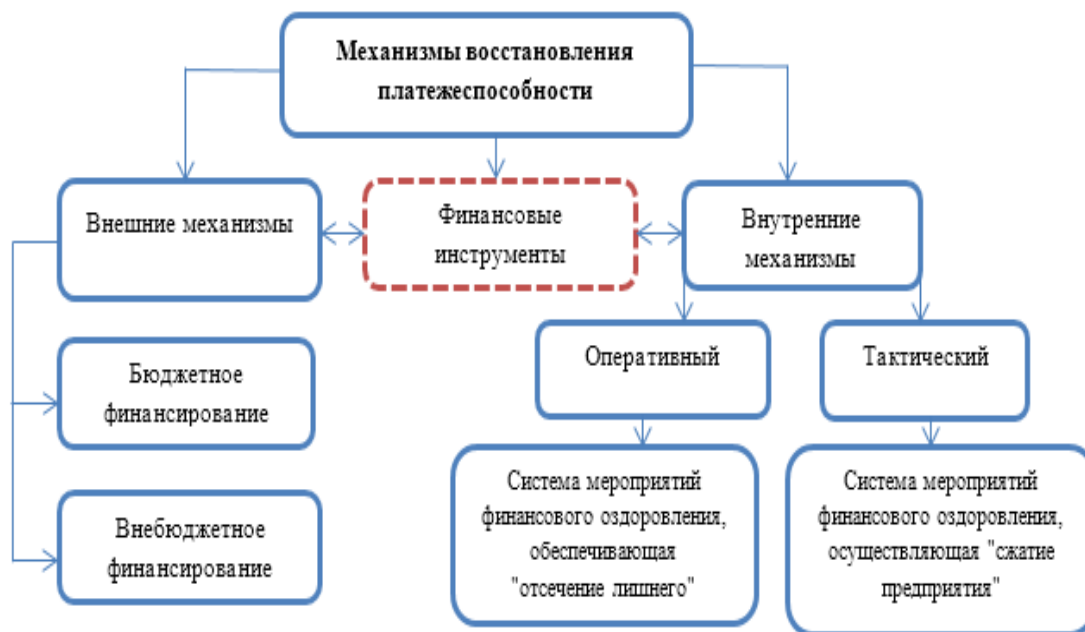 Механизмы восстановления
платежеспособности
Внешние механизмы
Финансовые
инструменты
Внутренние
механизмы
Бюджетное
финансирование
Внебюджетное
финансирование
Оперативный
Тактический
Система мероприятий
финансового оздоровления,
обеспечивающая
"отсечение лишнего"
Система мероприятий
финансового оздоровления,
осуществляющая "сжатие
предприятия"